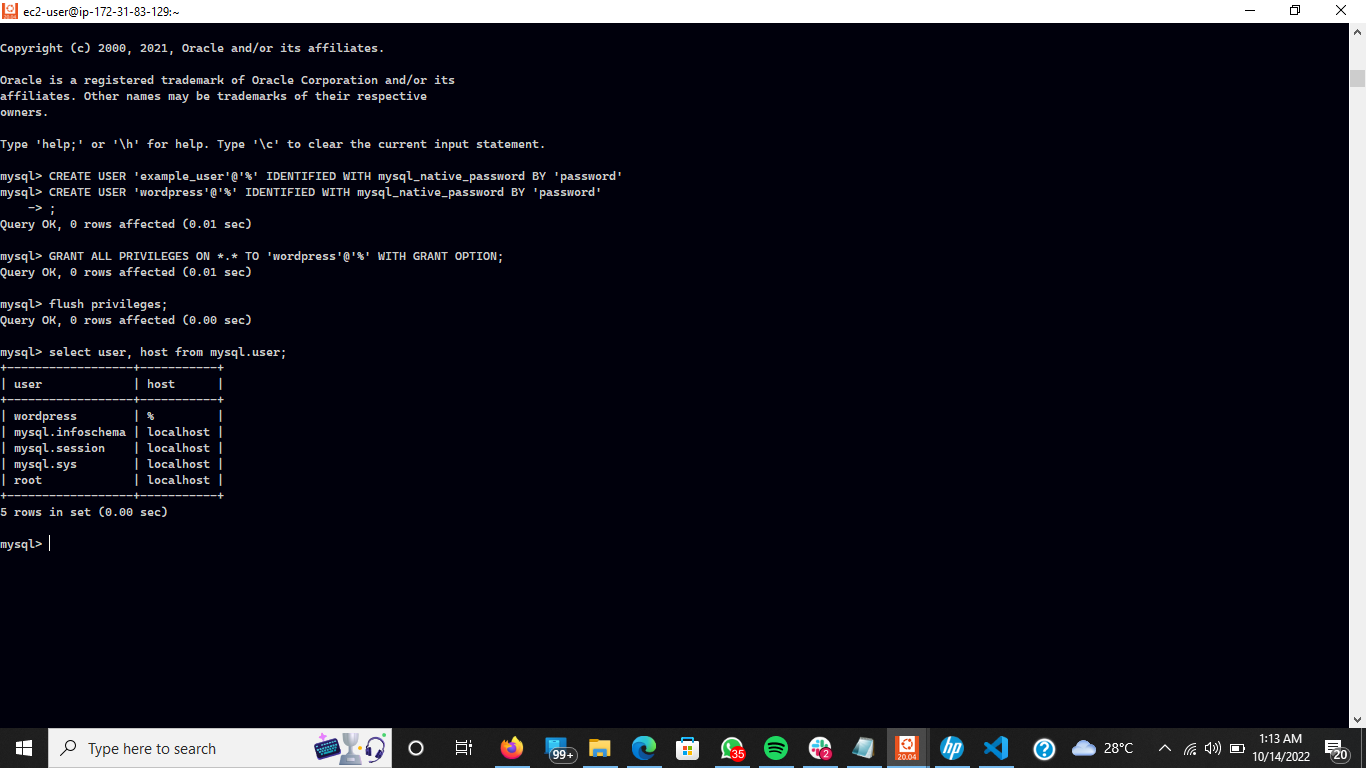 ec2-user@ip-172-31-83-129:~
Copyright (c) 2000, 2021, Oracle and/or its affiliates.
Oracle is a registered trademark of Oracle Corporation and/or its
affiliates. Other names may be trademarks of their respective
owners.
Type 'help;' or '\h' for help. Type '\c' to clear the current input statement.
mysql> CREATE USER 'example_user'@'%' IDENTIFIED WITH mysql_native_password BY 'password'
mysql> CREATE USER 'wordpress'@'%' IDENTIFIED WITH mysql_native_password BY 'password'
    -> ;
Query OK, 0 rows affected (0.01 sec)
mysql> GRANT ALL PRIVILEGES ON *.* TO 'wordpress'@'%' WITH GRANT OPTION;
Query OK, 0 rows affected (0.01 sec)
mysql> flush privileges;
Query OK, 0 rows affected (0.00 sec)
mysql> select user, host from mysql.user;
+------------------+-----------+
| user             | host      |
+------------------+-----------+
| wordpress        | %         |
| mysql.infoschema | localhost |
| mysql.session    | localhost |
| mysql.sys        | localhost |
| root             | localhost |
+------------------+-----------+
5 rows in set (0.00 sec)
mysql>
Type here to search
99+
35
2
20.04
hp
28°C
1:13 AM
10/14/2022
20